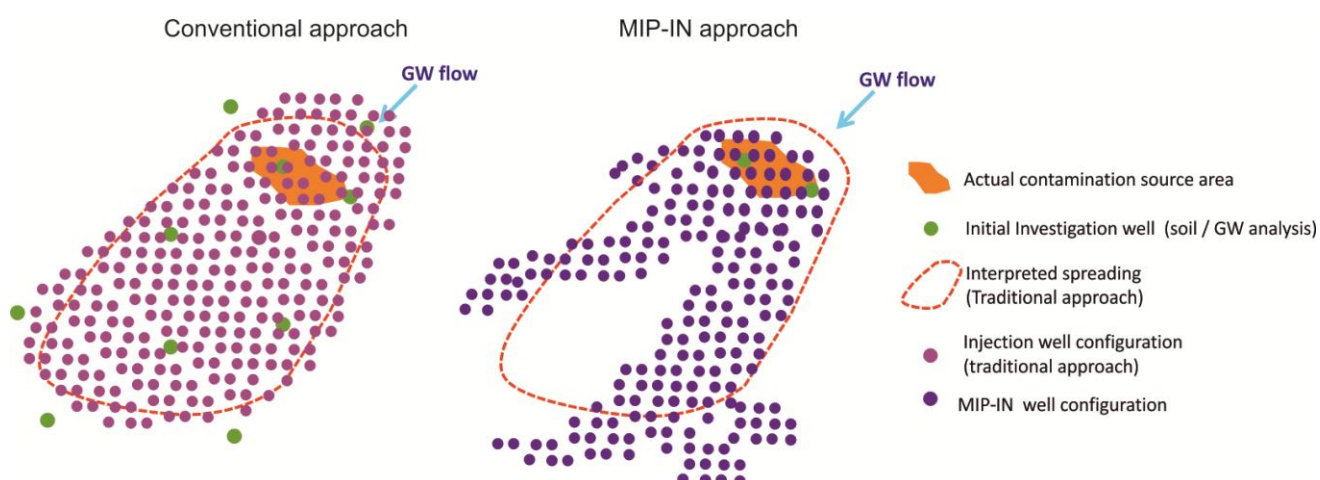 Conventional approach
MIP-IN approach
GW flow
GW flow
Actual contamination source area
Initial Investigation well (soil / GW analysis)
Interpreted spreading
(Traditional approach)
Injection well configuration
(traditional approach)
MIP-IN well configuration